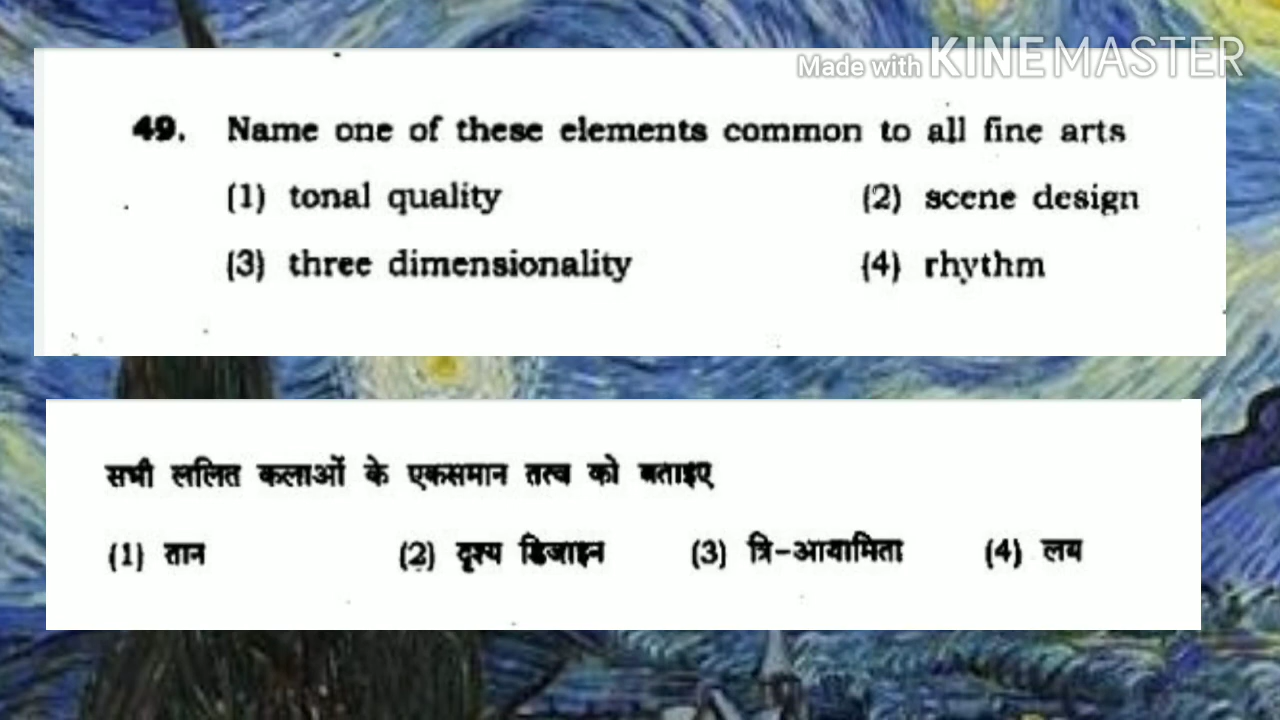 Made with KINEMASTER
49. Name one of these elements common to all fine arts
(1) tonal quality (2) scene design
(3) three dimensionality (4) rhythm
सभी ललित कलाओं के एकसमान तत्व को बताइए
(1) तान (2) दृश्य डिजाइन (3) त्रि-आयामिता (4) लय